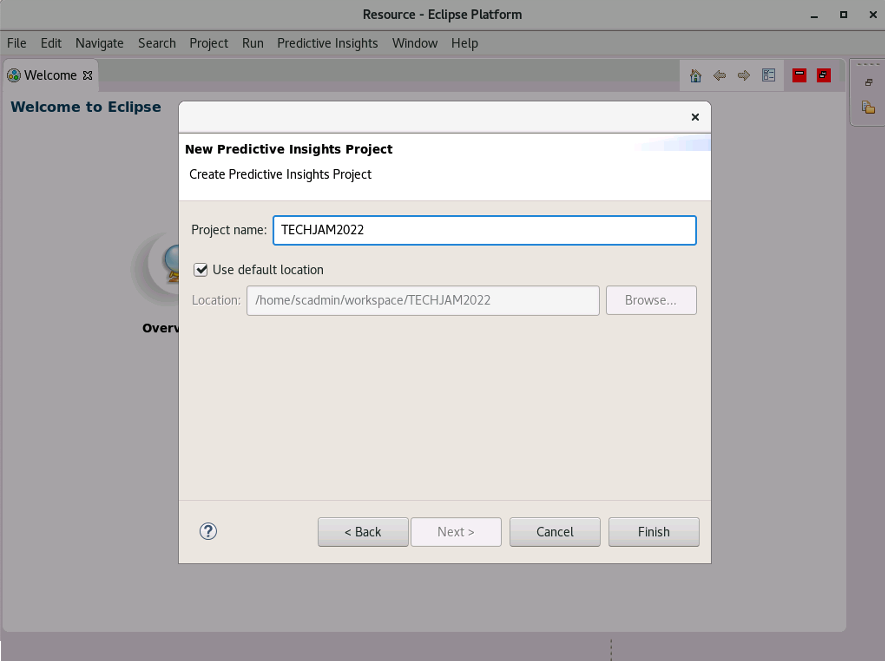 Resource - Eclipse Platform
File Edit Navigate Search Project Run Predictive Insights Window Help
Welcome
Welcome to Eclipse
New Predictive Insights Project
Create Predictive Insights Project
Project name: TECHJAM2022
Use default location
Location: /home/scadmin/workspace/TECHJAM2022 Browse...
Overv
? < Back Next > Cancel Finish